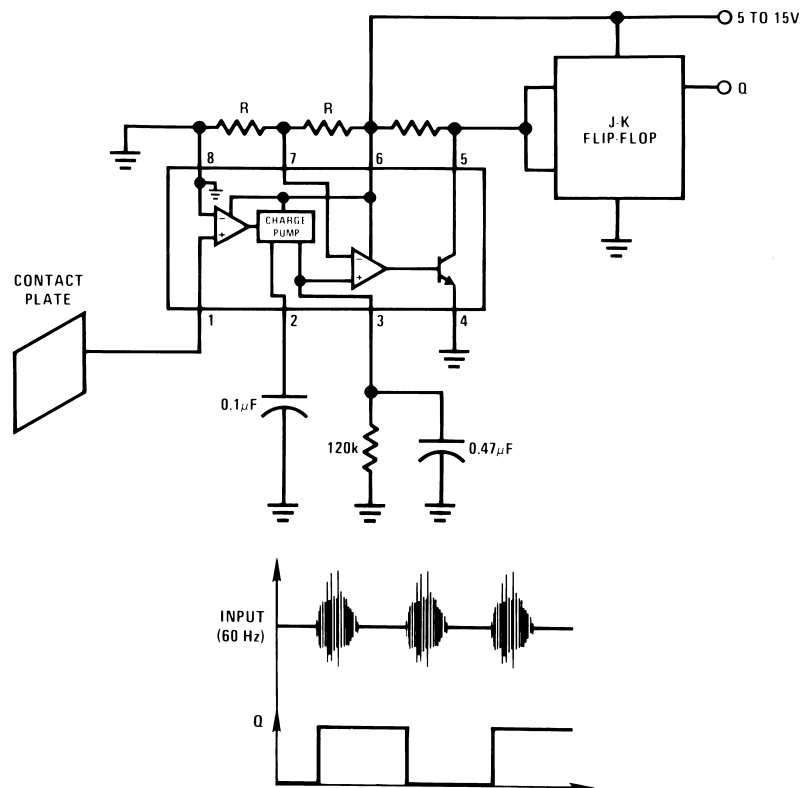 5 TO 15V
R
R
Q
J-K
FLIP-FLOP
8
7
6
5
CHARGE
PUMP
−
+
−
+
CONTACT
PLATE
1
2
3
4
0.1μF
120k
0.47μF
INPUT
(60 Hz)
Q